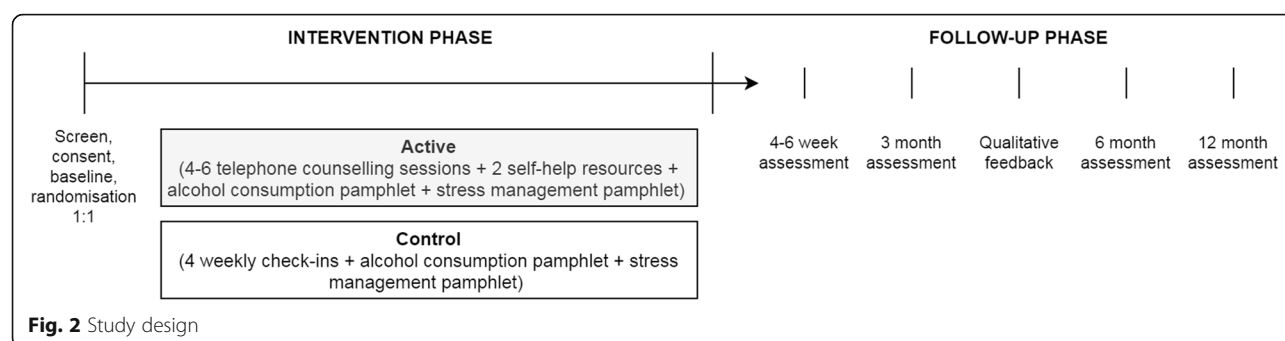 INTERVENTION PHASE
FOLLOW-UP PHASE
Screen,
consent,
baseline,
randomisation
1:1
Active
(4-6 telephone counselling sessions + 2 self-help resources +
alcohol consumption pamphlet + stress management pamphlet)
Control
(4 weekly check-ins + alcohol consumption pamphlet + stress
management pamphlet)
4-6 week
assessment
3 month
assessment
Qualitative
feedback
6 month
assessment
12 month
assessment
Fig. 2 Study design